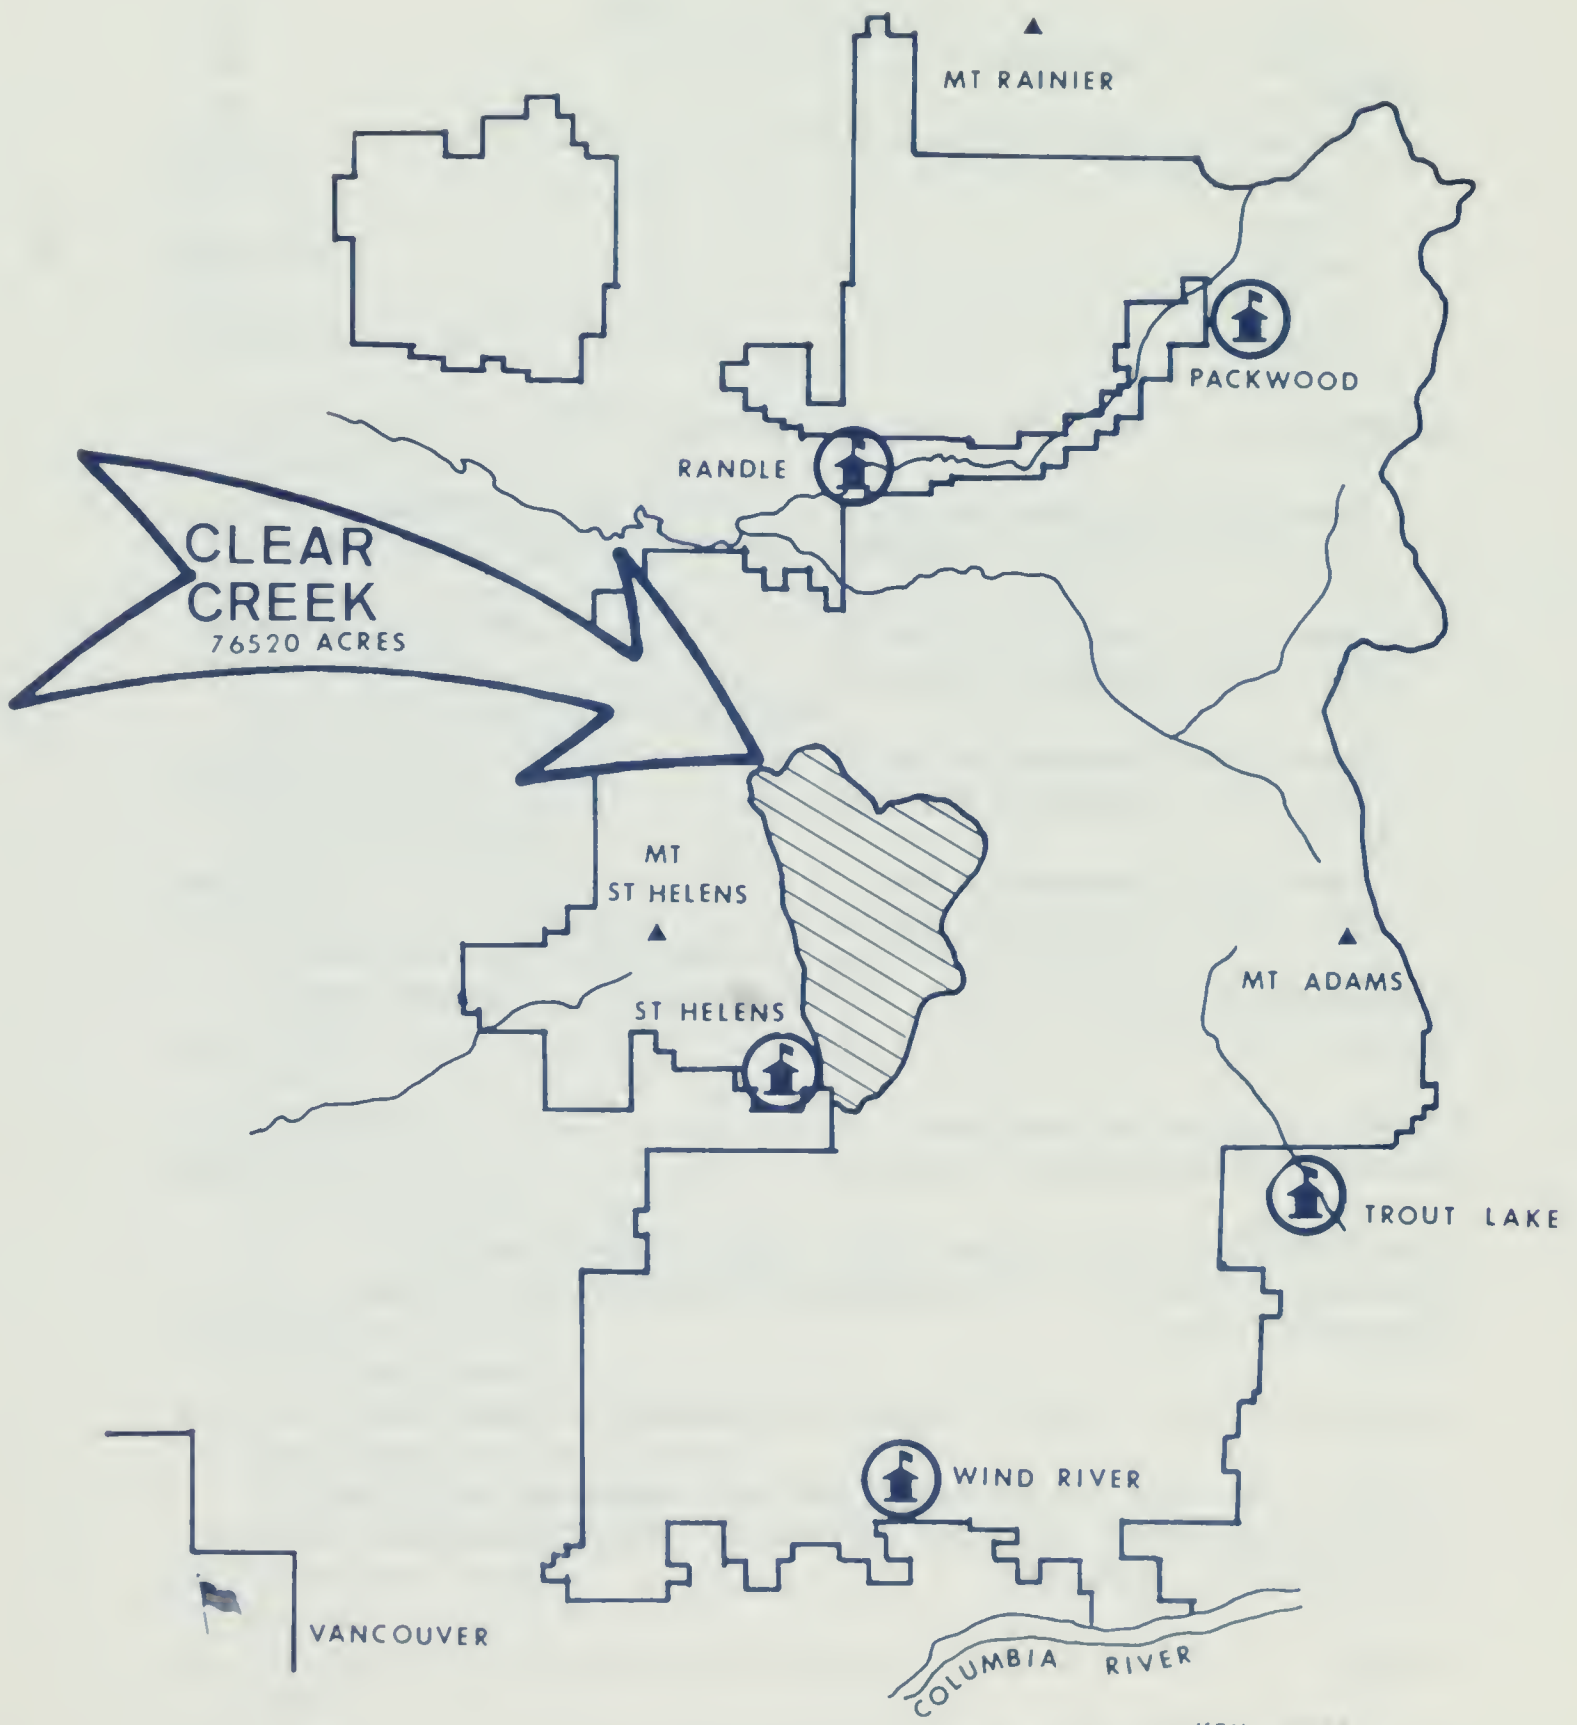 MT RAINIER
PACKWOOD
RANDLE
CLEAR
CREEK
76520 ACRES
MT
ST HELENS
MT ADAMS
ST HELENS
TROUT LAKE
WIND RIVER
VANCOUVER
COLUMBIA RIVER